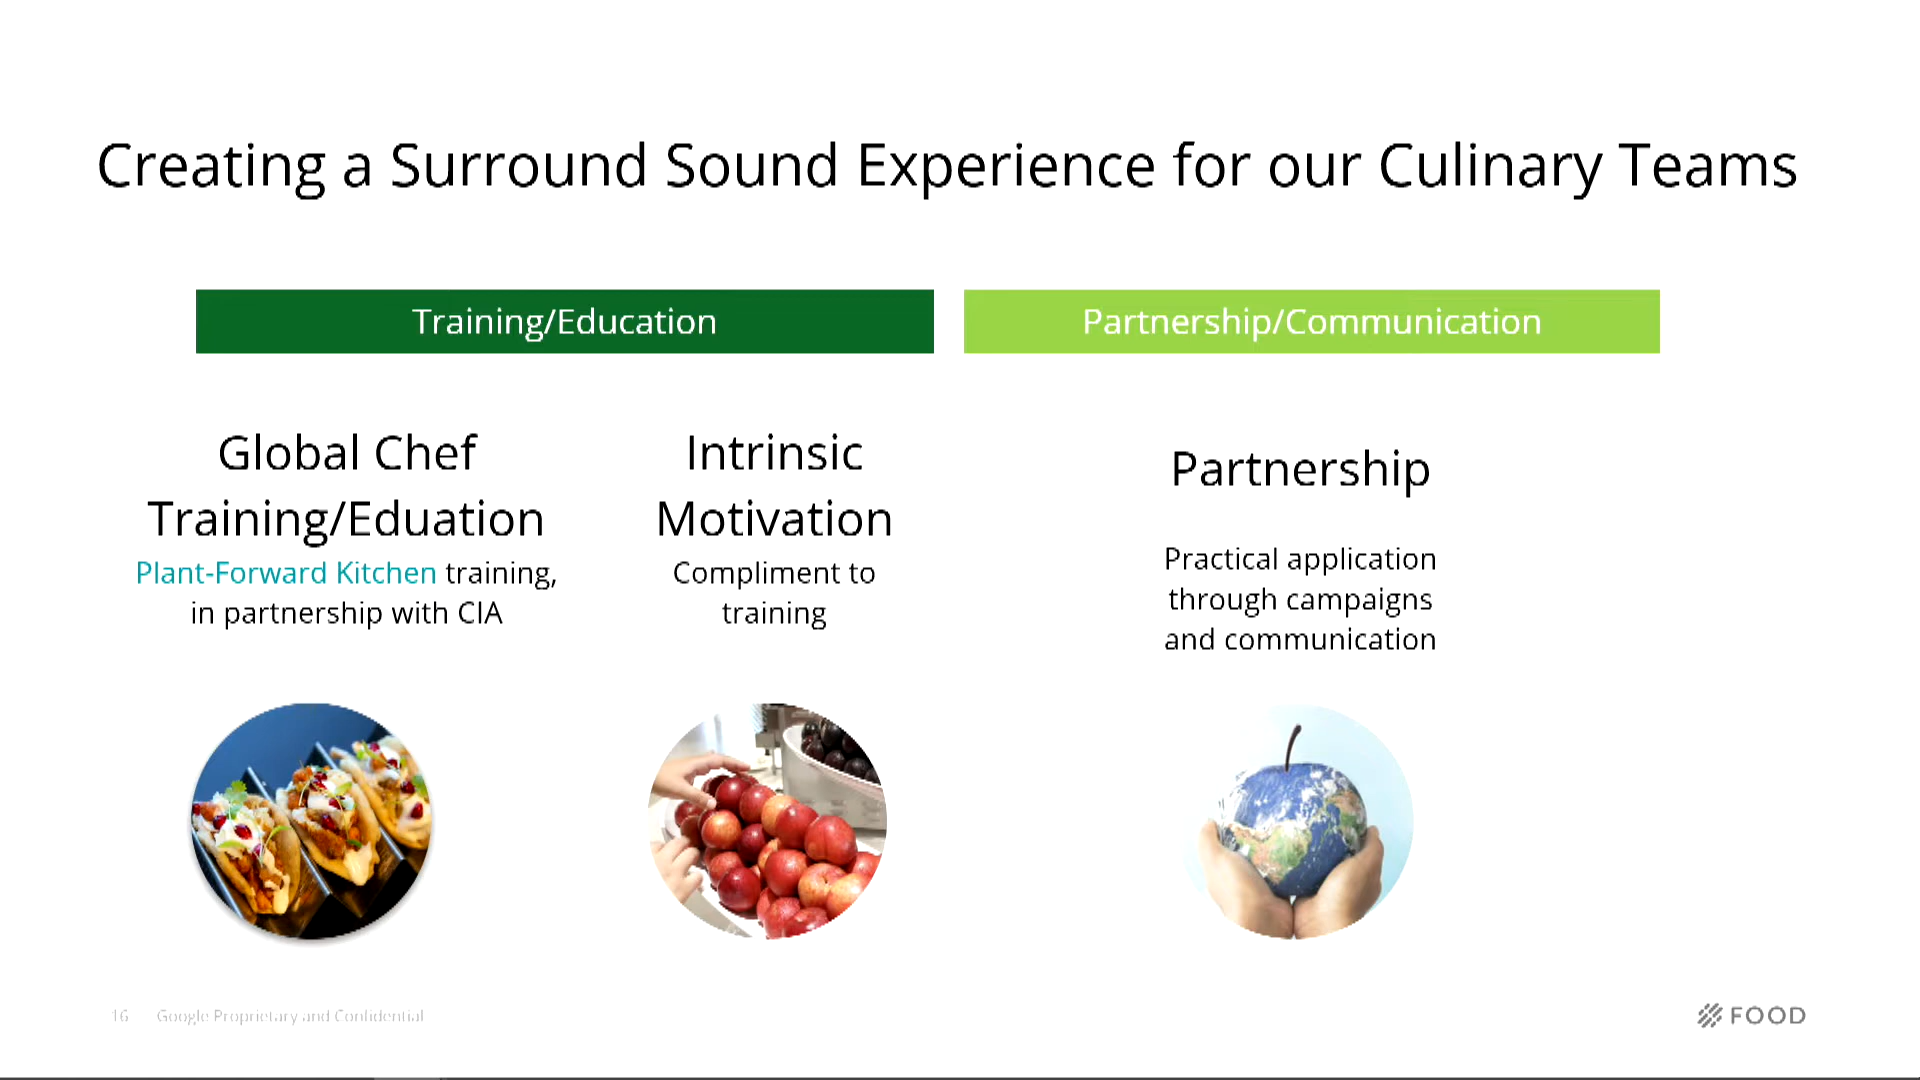 Creating a Surround Sound Experience for our Culinary Teams
Training/Education
Partnership/Communication
Global Chef
Training/Eduation
Plant-Forward Kitchen training,
in partnership with CIA
Intrinsic
Motivation
Compliment to
training
Partnership
Practical application
through campaigns
and communication
16 Google Proprietary and Confidential
FOOD